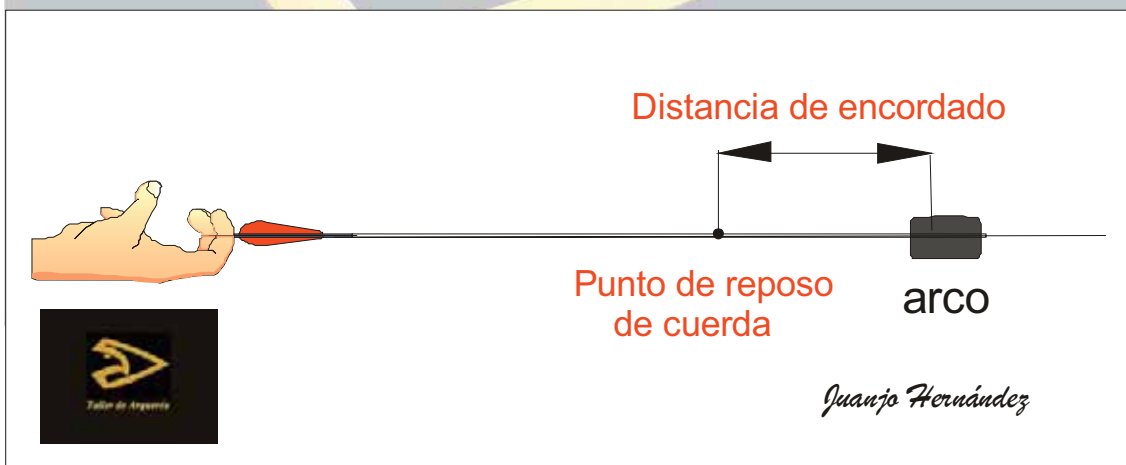 Distancia de encordado
Punto de reposo
de cuerda
arco
Taller de Arquería
Juanjo Hernández